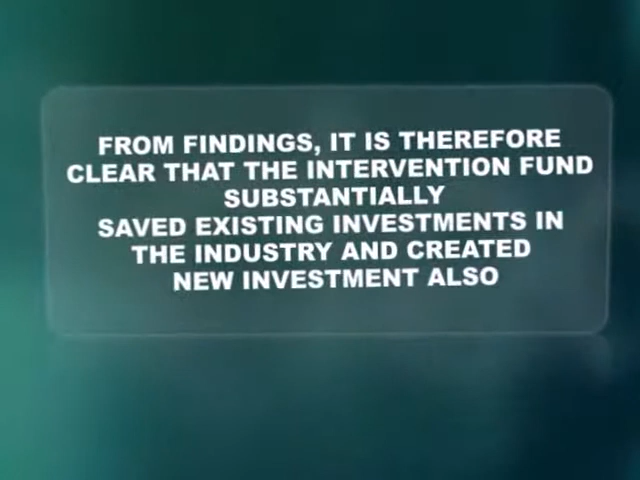 FROM FINDINGS, IT IS THEREFORE
CLEAR THAT THE INTERVENTION FUND
SUBSTANTIALLY
SAVED EXISTING INVESTMENTS IN
THE INDUSTRY AND CREATED
NEW INVESTMENT ALSO